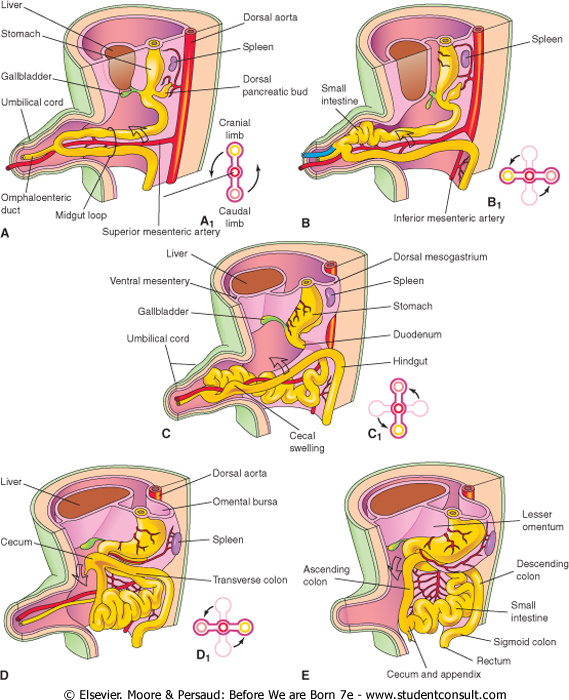 Liver
Stomach
Gallbladder
Umbilical cord
Omphaloenteric
duct
Midgut loop
Superior mesenteric artery
Dorsal aorta
Spleen
Dorsal
pancreatic bud
Cranial
limb
Caudal
limb
A1
A
Spleen
Small
intestine
Inferior mesenteric artery
B1
B
Liver
Ventral mesentery
Gallbladder
Umbilical cord
Dorsal mesogastrium
Spleen
Stomach
Duodenum
Hindgut
Cecal
swelling
C1
C
Liver
Cecum
Dorsal aorta
Omental bursa
Spleen
Transverse colon
D1
D
Lesser
omentum
Ascending
colon
Descending
colon
Small
intestine
Sigmoid colon
Rectum
Cecum and appendix
E
© Elsevier. Moore & Persaud: Before We are Born 7e - www.studentconsult.com